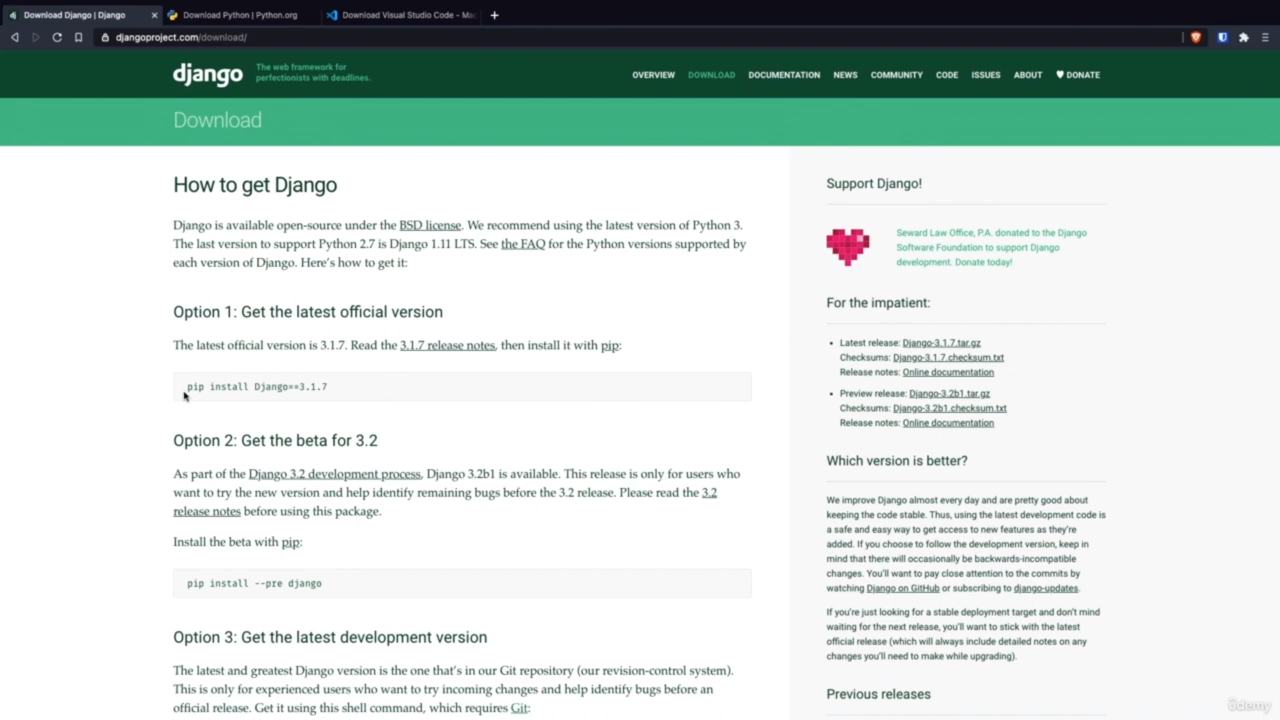 Download Django | Django
Download Python | Python.org
Download Visual Studio Code - Mac
djangoproject.com/download/
django
The web framework for
perfectionists with deadlines.
OVERVIEW DOWNLOAD DOCUMENTATION NEWS COMMUNITY CODE ISSUES ABOUT DONATE
Download
How to get Django
Django is available open-source under the BSD license. We recommend using the latest version of Python 3.
The last version to support Python 2.7 is Django 1.11 LTS. See the FAQ for the Python versions supported by
each version of Django. Here's how to get it:
Option 1: Get the latest official version
The latest official version is 3.1.7. Read the 3.1.7 release notes, then install it with pip:
pip install Django==3.1.7
Option 2: Get the beta for 3.2
As part of the Django 3.2 development process, Django 3.2b1 is available. This release is only for users who
want to try the new version and help identify remaining bugs before the 3.2 release. Please read the 3.2
release notes before using this package.
Install the beta with pip:
pip install --pre django
Option 3: Get the latest development version
The latest and greatest Django version is the one that's in our Git repository (our revision-control system).
This is only for experienced users who want to try incoming changes and help identify bugs before an
official release. Get it using this shell command, which requires Git:
Support Django!
Seward Law Office, P.A. donated to the Django
Software Foundation to support Django
development. Donate today!
For the impatient:
Latest release: Django-3.1.7.tar.gz
Checksums: Django-3.1.7.checksum.txt
Release notes: Online documentation
Preview release: Django-3.2b1.tar.gz
Checksums: Django-3.2b1.checksum.txt
Release notes: Online documentation
Which version is better?
We improve Django almost every day and are pretty good about
keeping the code stable. Thus, using the latest development code is
a safe and easy way to get access to new features as they're
added. If you choose to follow the development version, keep in
mind that there will occasionally be backwards-incompatible
changes. You'll want to pay close attention to the commits by
watching Django on GitHub or subscribing to django-updates.
If you're just looking for a stable deployment target and don't mind
waiting for the next release, you'll want to stick with the latest
official release (which will always include detailed notes on any
changes you'll need to make while upgrading).
Previous releases
ûdemy